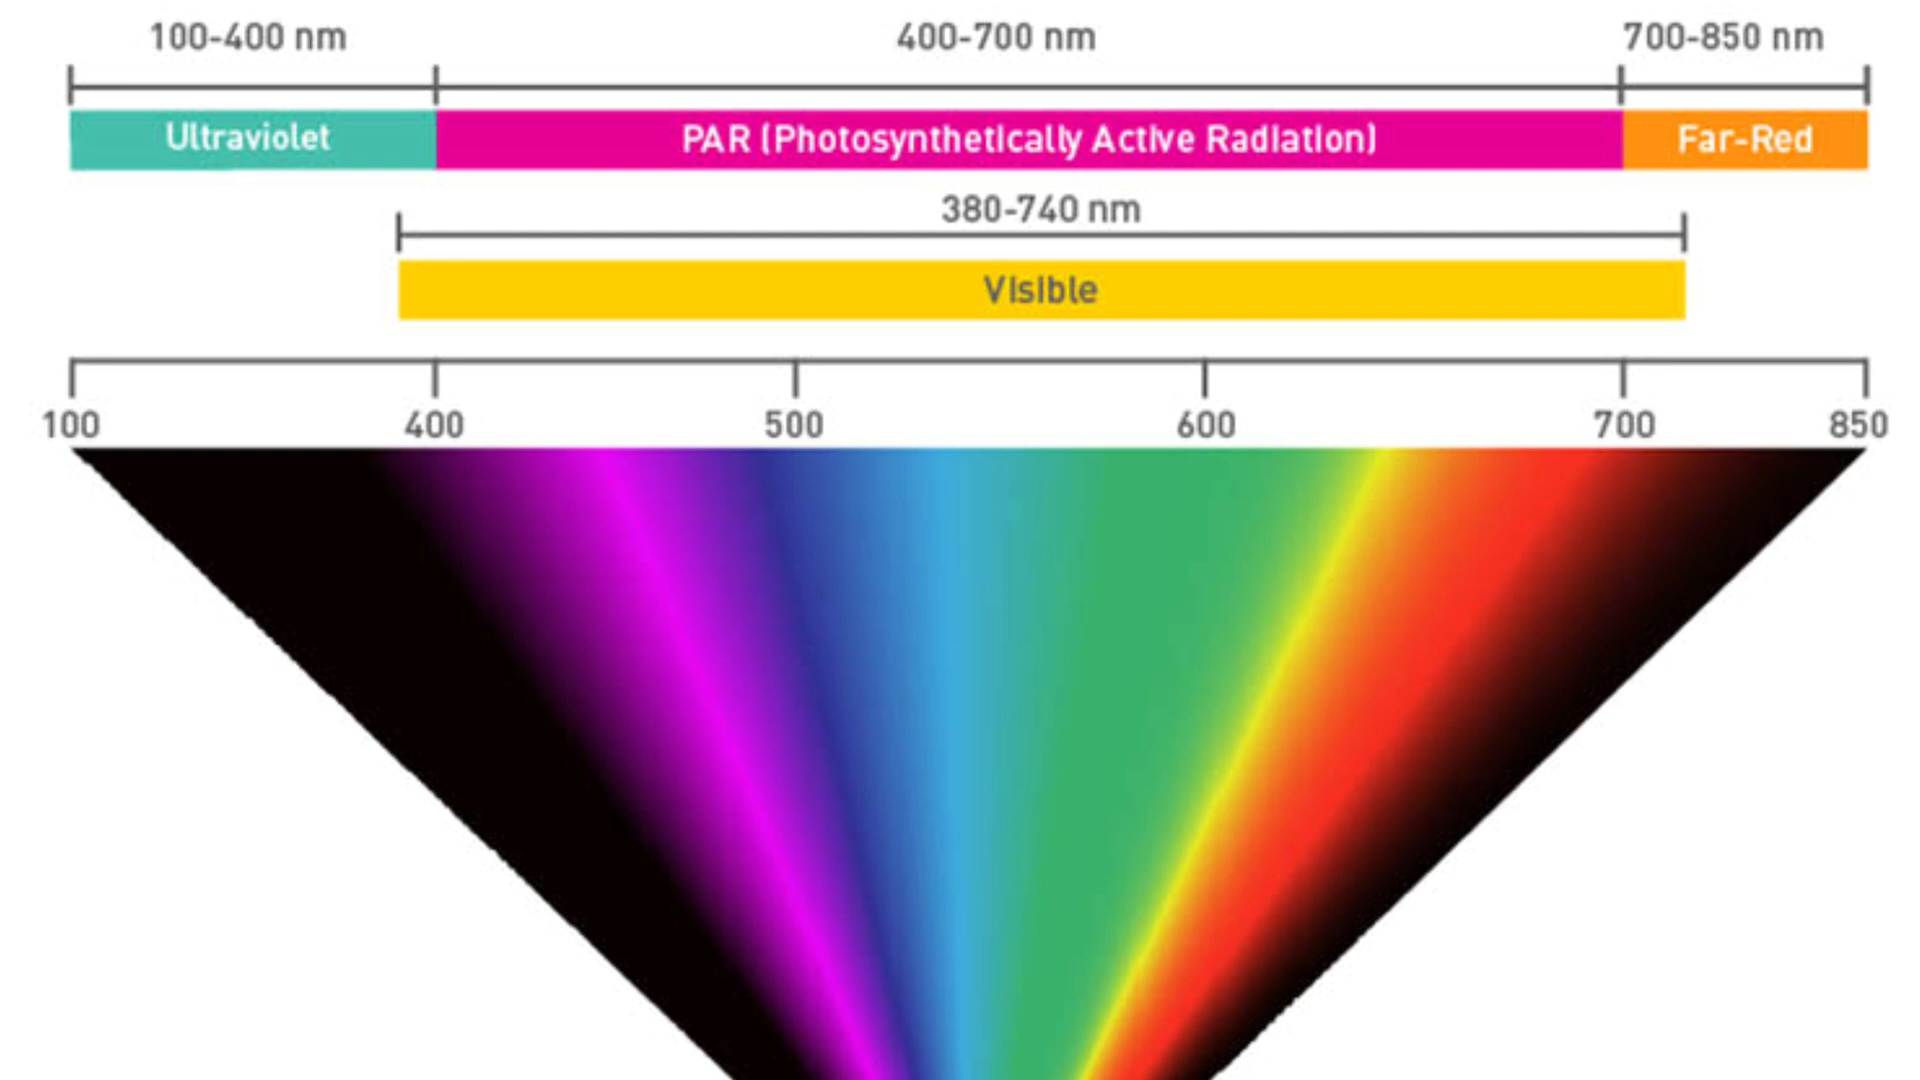 100-400 nm 400-700 nm 700-850 nm
Ultraviolet PAR (Photosynthetically Active Radiation) Far-Red
380-740 nm
Visible
100 400 500 600 700 850